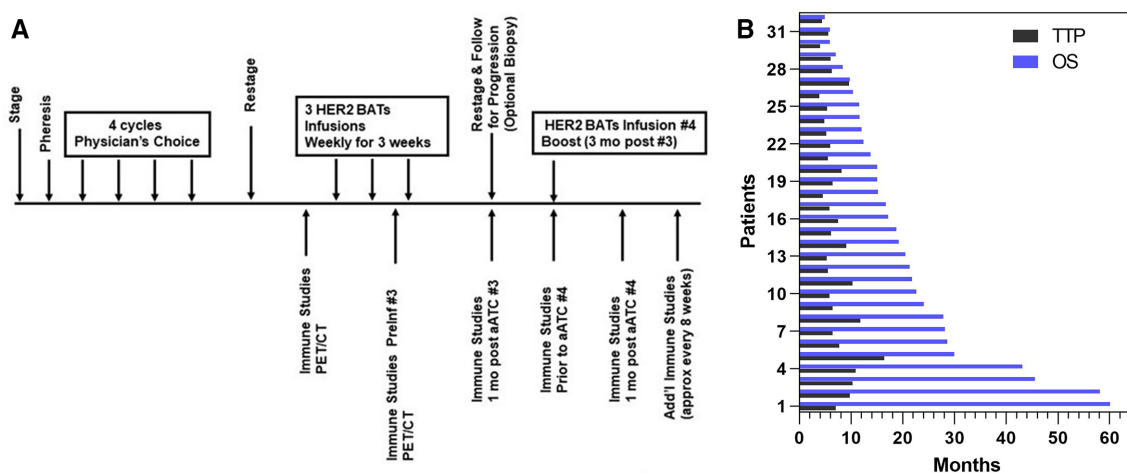 A
Stage
Pheresis
4 cycles
Physician's Choice
Restage
3 HER2 BATs
Infusions
Weekly for 3 weeks
Restage & Follow
for Progression
(Optional Biopsy)
HER2 BATs Infusion #4
Boost (3 mo post #3)
Immune Studies
PET/CT
Immune Studies PreInf #3
PET/CT
Immune Studies
1 mo post aATC #3
Immune Studies
Prior to aATC #4
Immune Studies
1 mo post aATC #4
Add'l Immune Studies
(approx every 8 weeks)
B
TTP
OS
Patients
31
28
25
22
19
16
13
10
7
4
1
0 10 20 30 40 50 60
Months